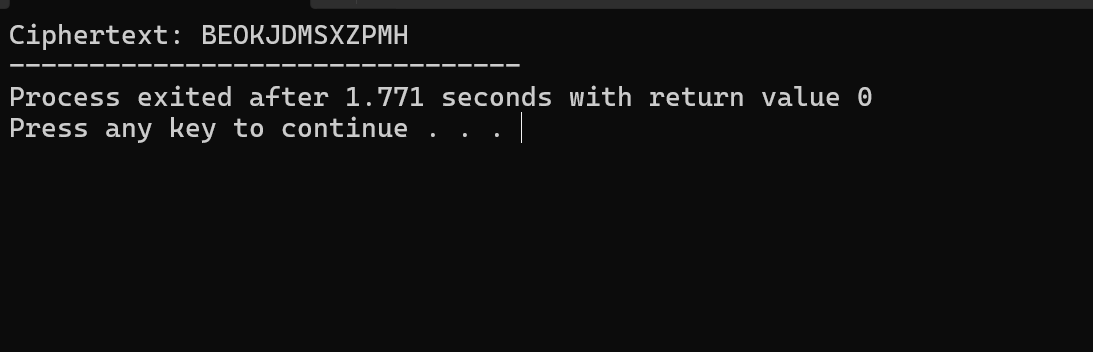 Ciphertext: BEOKJDMSXZPMH
--------------------------------
Process exited after 1.771 seconds with return value 0
Press any key to continue . . .